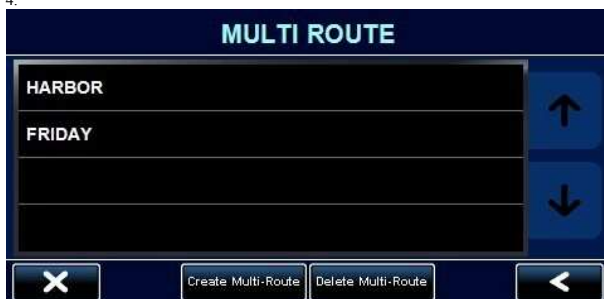 4.
MULTI ROUTE
HARBOR
FRIDAY
Create Multi-Route Delete Multi-Route